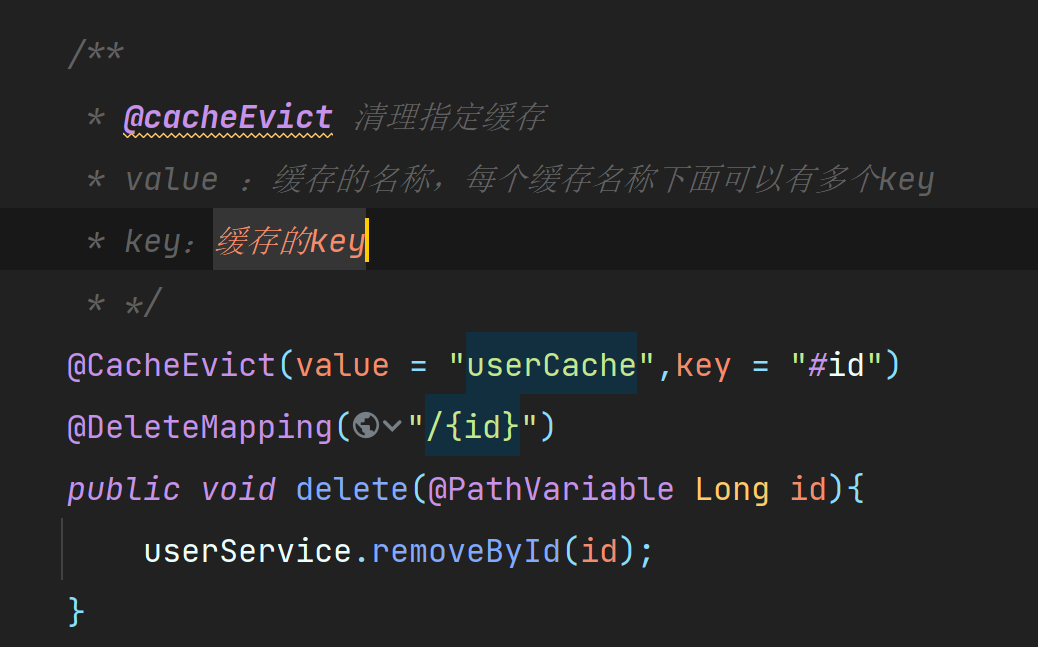 /**
* @cacheEvict 清理指定缓存
* value : 缓存的名称，每个缓存名称下面可以有多个key
* key：缓存的key
* */
@CacheEvict(value = "userCache",key = "#id")
@DeleteMapping("/{id}")
public void delete(@PathVariable Long id){
userService.removeById(id);
}